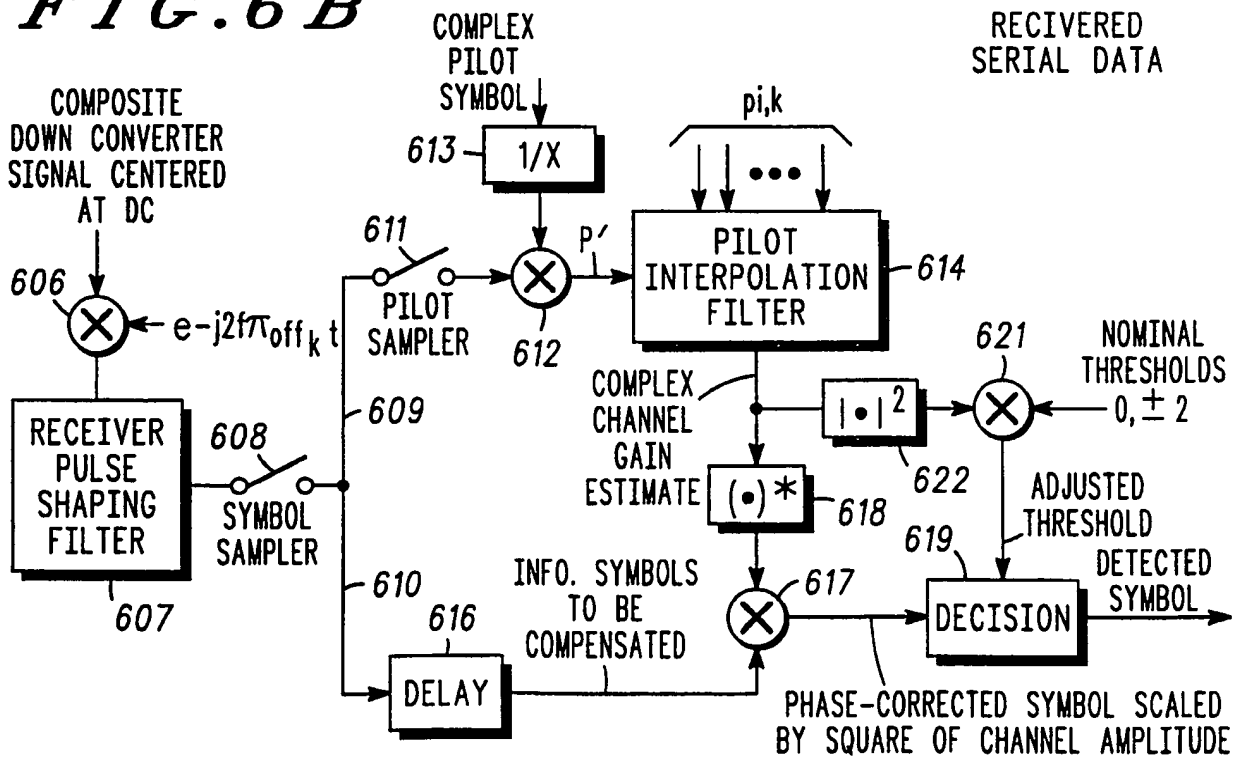 FIG. 6B
RECIVERED
SERIAL DATA
COMPLEX
PILOT
SYMBOL
613
1/X
pi,k
COMPOSITE
DOWN CONVERTER
SIGNAL CENTERED
AT DC
606
e-j2fπoffk t
611
PILOT
SAMPLER
612
p′
PILOT
INTERPOLATION
FILTER
614
609
RECEIVER
PULSE
SHAPING
FILTER
607
608
SYMBOL
SAMPLER
COMPLEX
CHANNEL
GAIN
ESTIMATE
|•|²
622
621
NOMINAL
THRESHOLDS
0, ± 2
(•)*
618
ADJUSTED
THRESHOLD
610
616
DELAY
INFO. SYMBOLS
TO BE
COMPENSATED
617
619
DECISION
DETECTED
SYMBOL
PHASE-CORRECTED SYMBOL SCALED
BY SQUARE OF CHANNEL AMPLITUDE